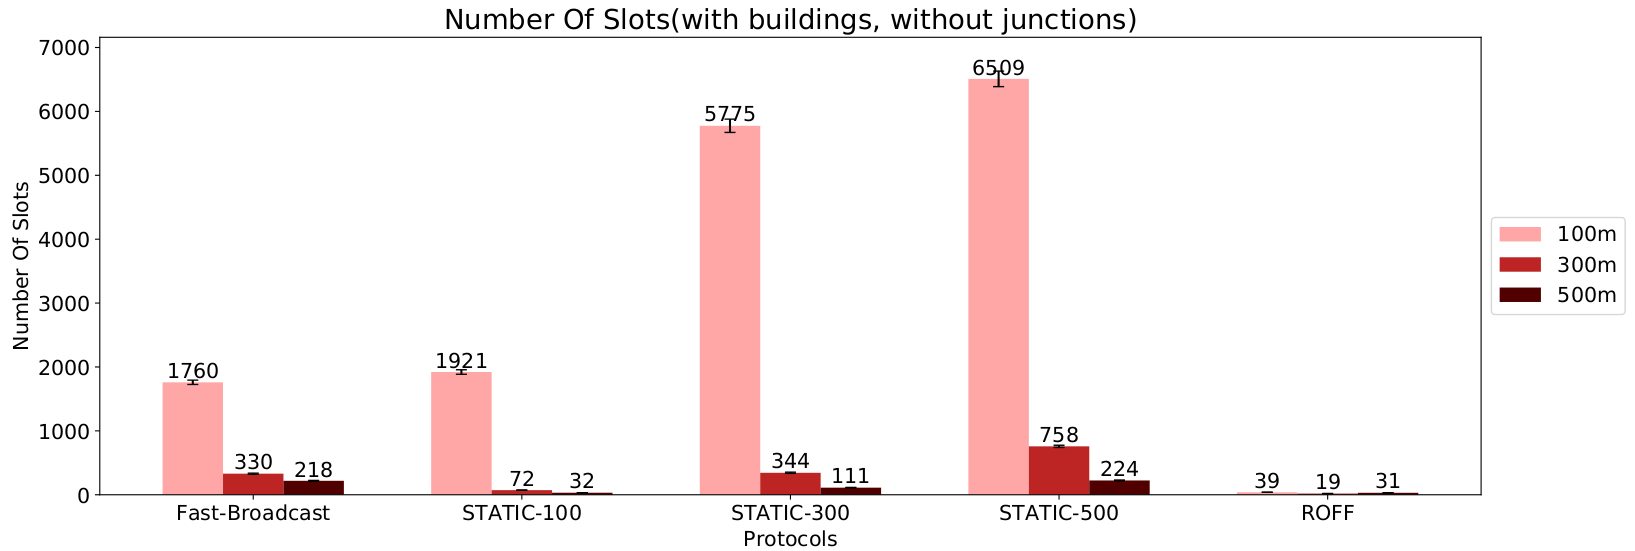 Number Of Slots(with buildings, without junctions)
7000
6000
5000
4000
3000
2000
1000
0
Number Of Slots
1760
330
218
1921
72
32
5775
344
111
6509
758
224
39
19
31
Fast-Broadcast
STATIC-100
STATIC-300
STATIC-500
ROFF
Protocols
100m
300m
500m